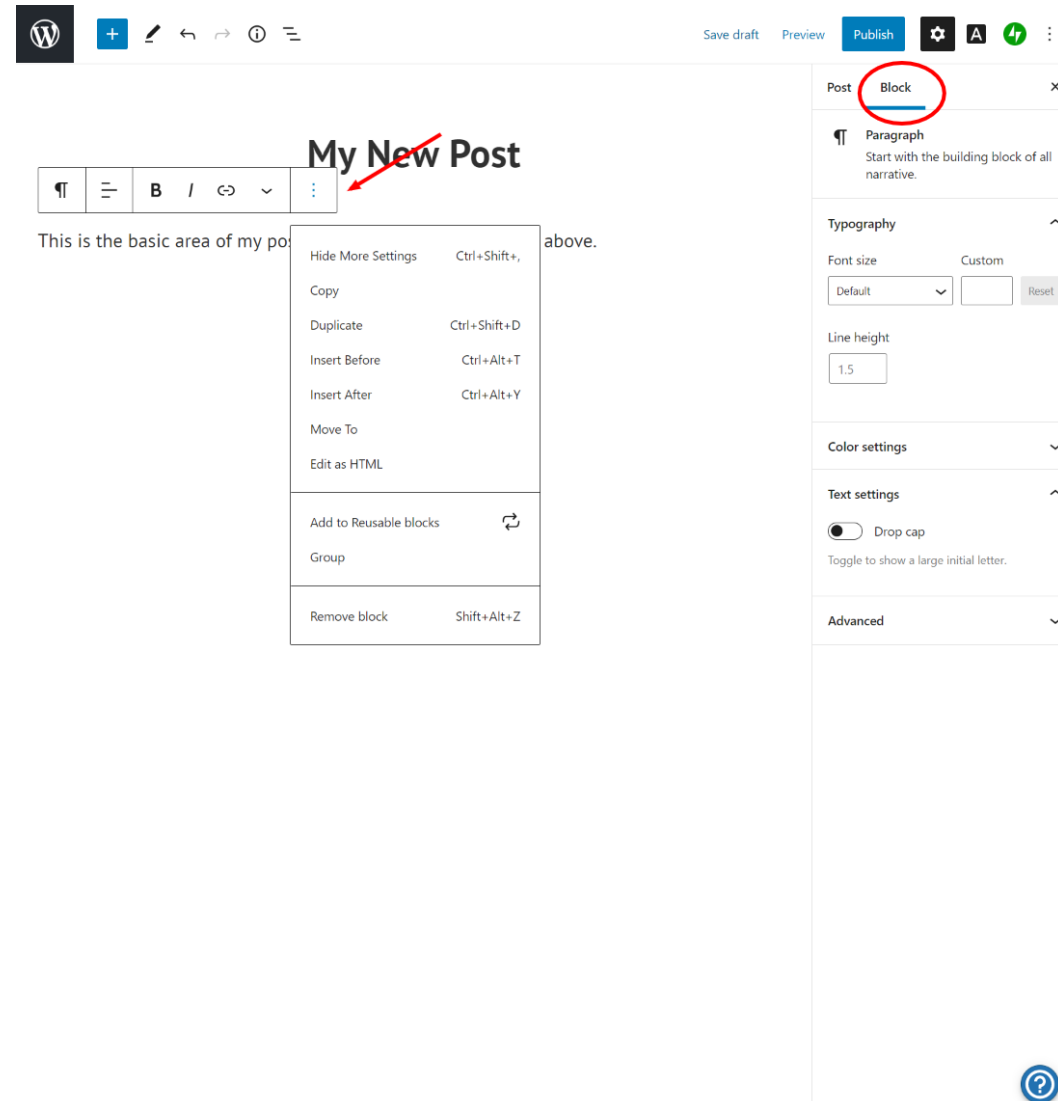 Save draft Preview Publish A
Post Block
Paragraph
Start with the building block of all
narrative.
My New Post
B I
This is the basic area of my pos above.
Hide More Settings Ctrl+Shift+,
Copy
Duplicate Ctrl+Shift+D
Insert Before Ctrl+Alt+T
Insert After Ctrl+Alt+Y
Move To
Edit as HTML
Add to Reusable blocks
Group
Remove block Shift+Alt+Z
Typography
Font size Custom
Default Reset
Line height
1.5
Color settings
Text settings
Drop cap
Toggle to show a large initial letter.
Advanced